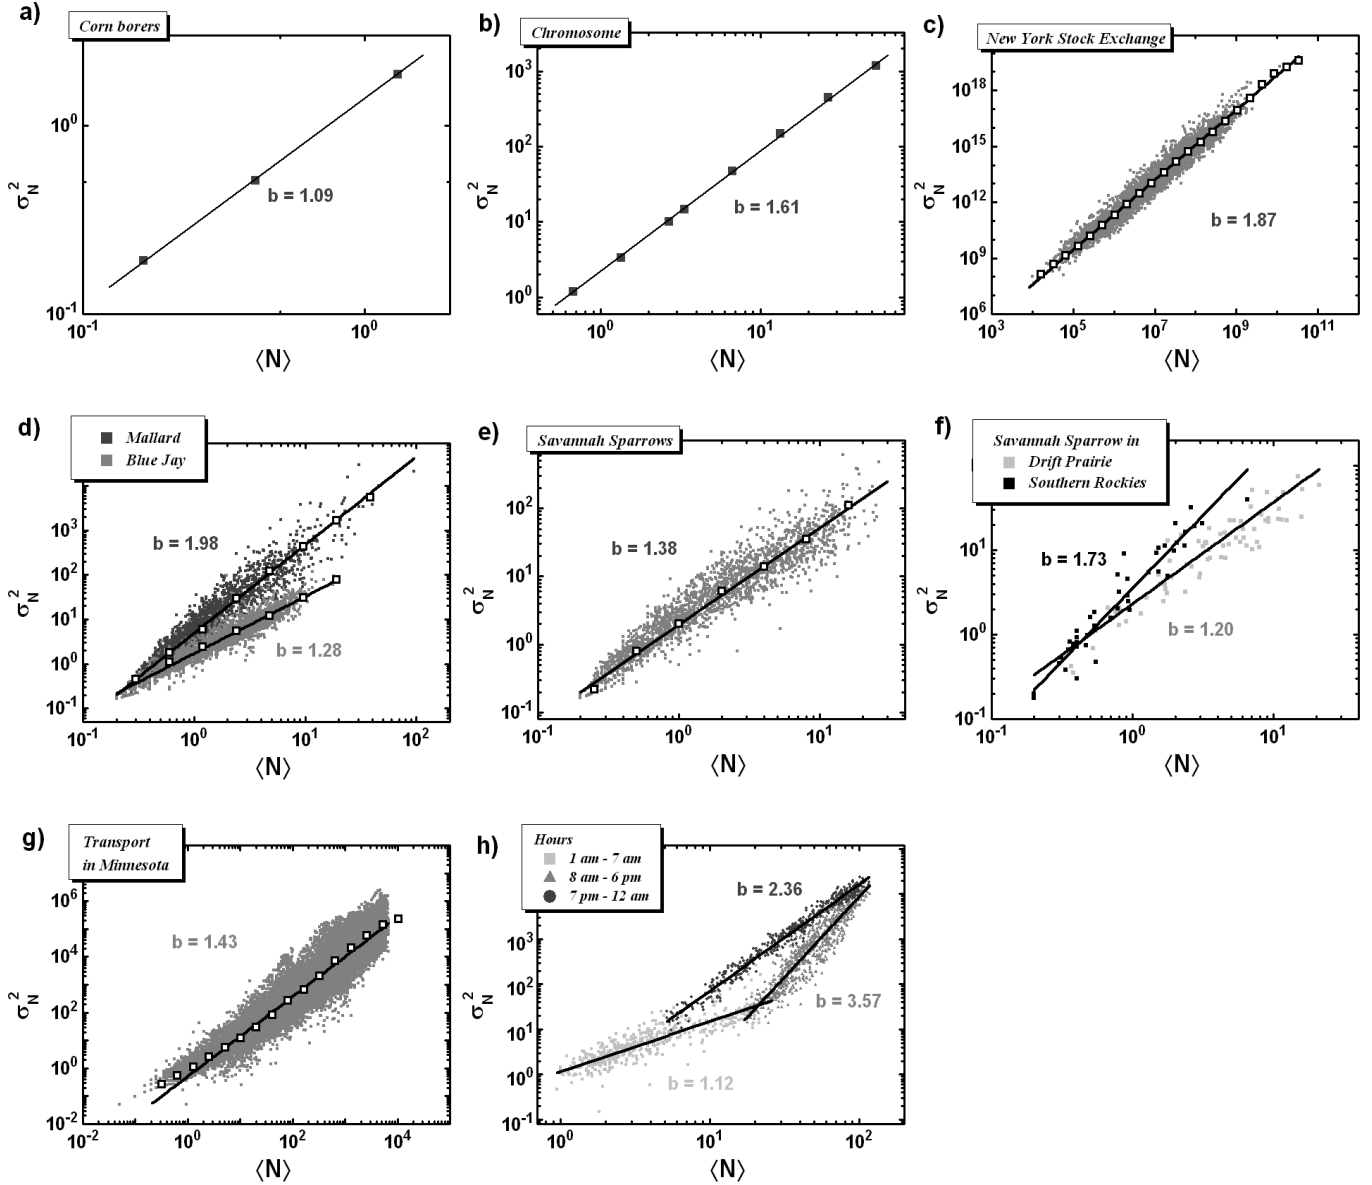 a)
Corn borers
10^0
10^-1
σ_N^2
b = 1.09
10^-1
10^0
⟨N⟩
b)
Chromosome
10^3
10^2
10^1
10^0
σ_N^2
b = 1.61
10^0
10^1
⟨N⟩
c)
New York Stock Exchange
10^18
10^15
10^12
10^9
10^6
σ_N^2
b = 1.87
10^3
10^5
10^7
10^9
10^11
⟨N⟩
d)
Mallard
Blue Jay
10^3
10^2
10^1
10^0
10^-1
σ_N^2
b = 1.98
b = 1.28
10^-1
10^0
10^1
10^2
⟨N⟩
e)
Savannah Sparrows
10^2
10^1
10^0
10^-1
σ_N^2
b = 1.38
10^-1
10^0
10^1
⟨N⟩
f)
Savannah Sparrow in
Drift Prairie
Southern Rockies
10^1
10^0
10^-1
σ_N^2
b = 1.73
b = 1.20
10^-1
10^0
10^1
⟨N⟩
g)
Transport
in Minnesota
10^6
10^4
10^2
10^0
10^-2
σ_N^2
b = 1.43
10^-2
10^0
10^2
10^4
⟨N⟩
h)
Hours
1 am - 7 am
8 am - 6 pm
7 pm - 12 am
10^3
10^2
10^1
10^0
10^-1
σ_N^2
b = 2.36
b = 3.57
b = 1.12
10^0
10^1
10^2
⟨N⟩